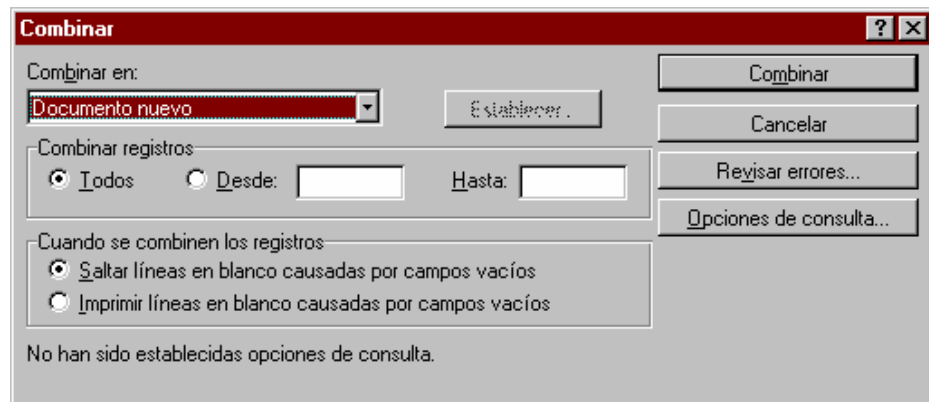 Combinar
Combinar en:
Documento nuevo
Establecer.
Combinar registros
Todos Desde: Hasta:
Cuando se combinen los registros
Saltar líneas en blanco causadas por campos vacíos
Imprimir líneas en blanco causadas por campos vacíos
No han sido establecidas opciones de consulta.
Combinar
Cancelar
Revisar errores...
Opciones de consulta...